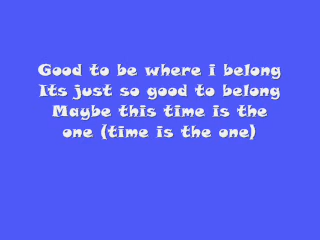 Good to be where i belong
Its just so good to belong
Maybe this time is the
one (time is the one)